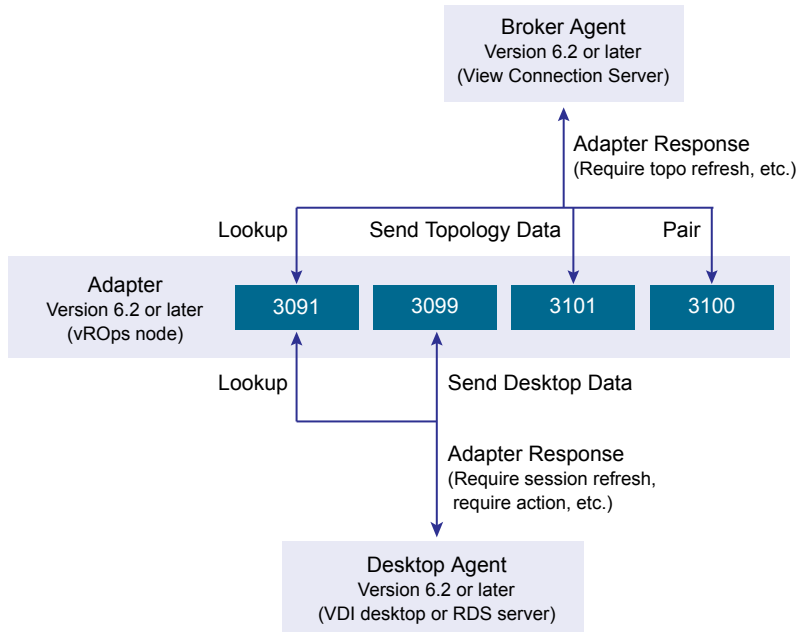 Broker Agent
Version 6.2 or later
(View Connection Server)
Adapter Response
(Require topo refresh, etc.)
Lookup
Send Topology Data
Pair
Adapter
Version 6.2 or later
(vROps node)
3091
3099
3101
3100
Lookup
Send Desktop Data
Adapter Response
(Require session refresh,
require action, etc.)
Desktop Agent
Version 6.2 or later
(VDI desktop or RDS server)